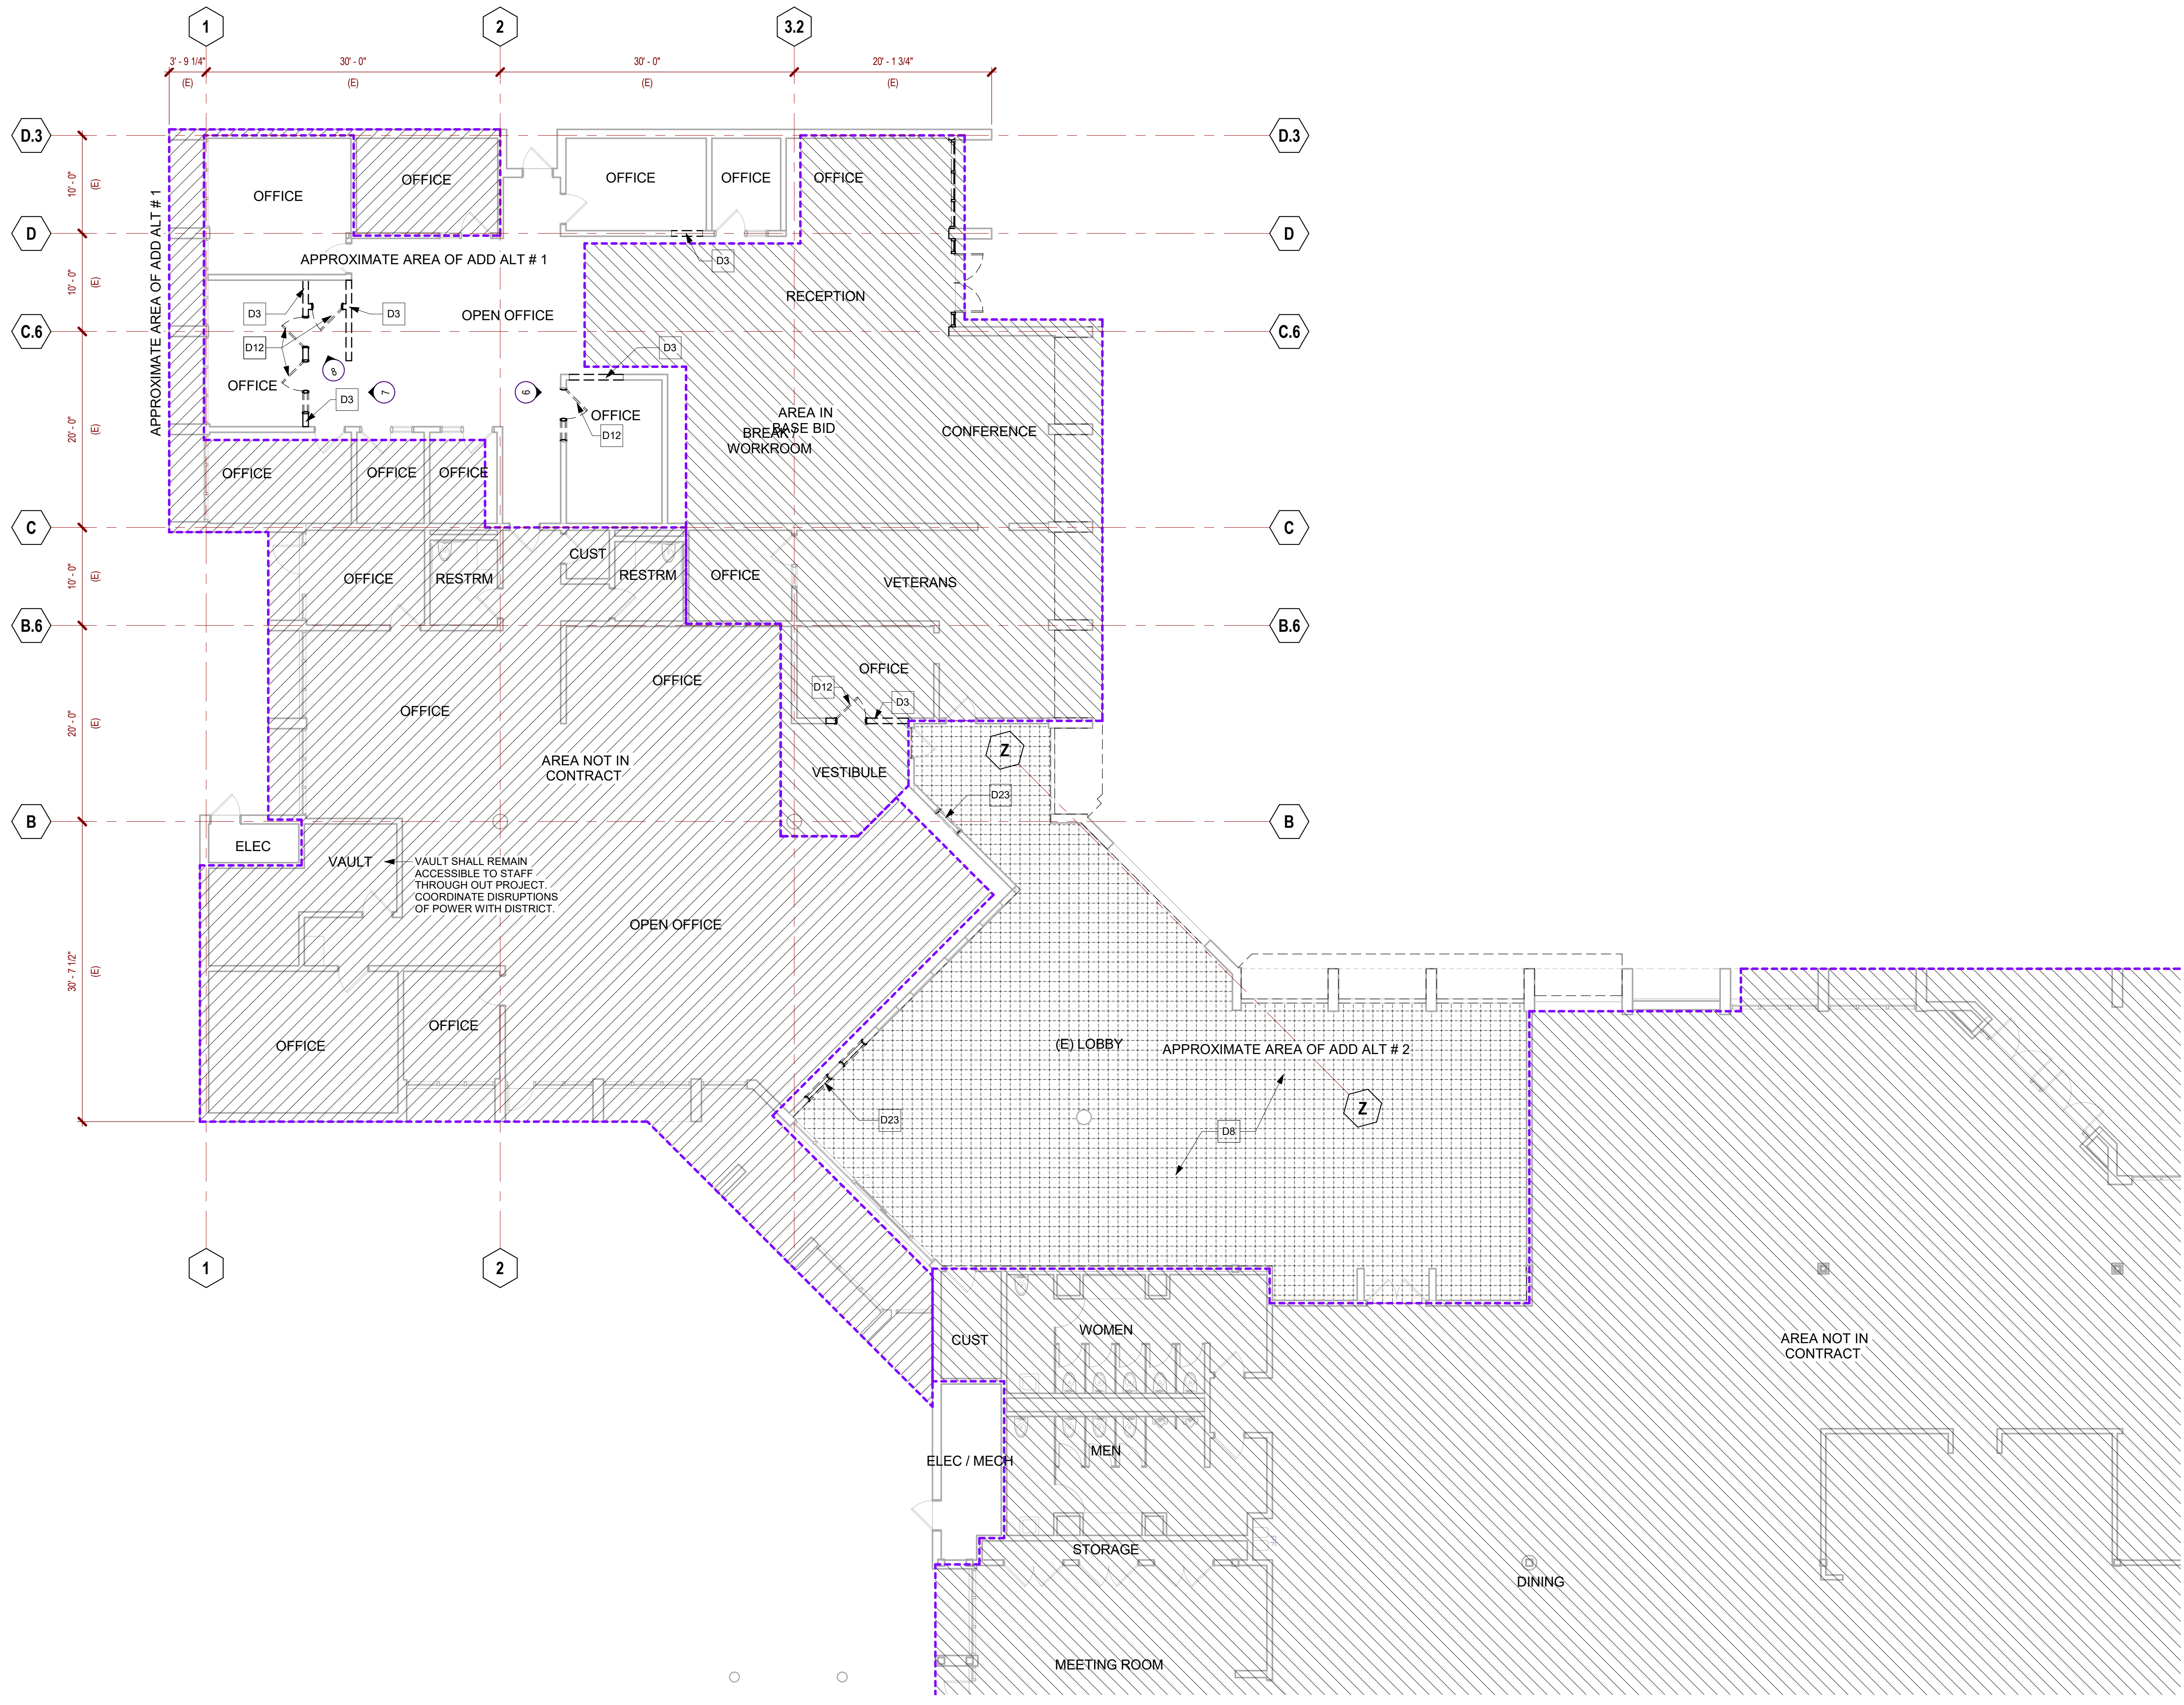 1
2
3.2
3' - 9 1/4"
30' - 0"
30' - 0"
20' - 1 3/4"
(E)
(E)
(E)
(E)
D.3
D.3
10' - 0"
(E)
OFFICE
OFFICE
OFFICE
OFFICE
OFFICE
D
D
APPROXIMATE AREA OF ADD ALT # 1
APPROXIMATE AREA OF ADD ALT # 1
D3
10' - 0"
(E)
RECEPTION
D3
D3
OPEN OFFICE
C.6
C.6
D12
D3
8
OFFICE
7
6
D3
OFFICE
D12
AREA IN
BASE BID
BREAK /
WORKROOM
CONFERENCE
20' - 0"
(E)
OFFICE
OFFICE
OFFICE
C
C
CUST
10' - 0"
(E)
OFFICE
RESTRM
RESTRM
OFFICE
VETERANS
B.6
B.6
OFFICE
OFFICE
D12
D3
OFFICE
20' - 0"
(E)
AREA NOT IN
CONTRACT
VESTIBULE
Z
D23
B
B
ELEC
VAULT
VAULT SHALL REMAIN
ACCESSIBLE TO STAFF
THROUGH OUT PROJECT.
COORDINATE DISRUPTIONS
OF POWER WITH DISTRICT.
OPEN OFFICE
30' - 7 1/2"
(E)
OFFICE
OFFICE
(E) LOBBY
APPROXIMATE AREA OF ADD ALT # 2
D23
Z
D8
1
2
CUST
WOMEN
AREA NOT IN
CONTRACT
ELEC / MECH
MEN
STORAGE
DINING
MEETING ROOM